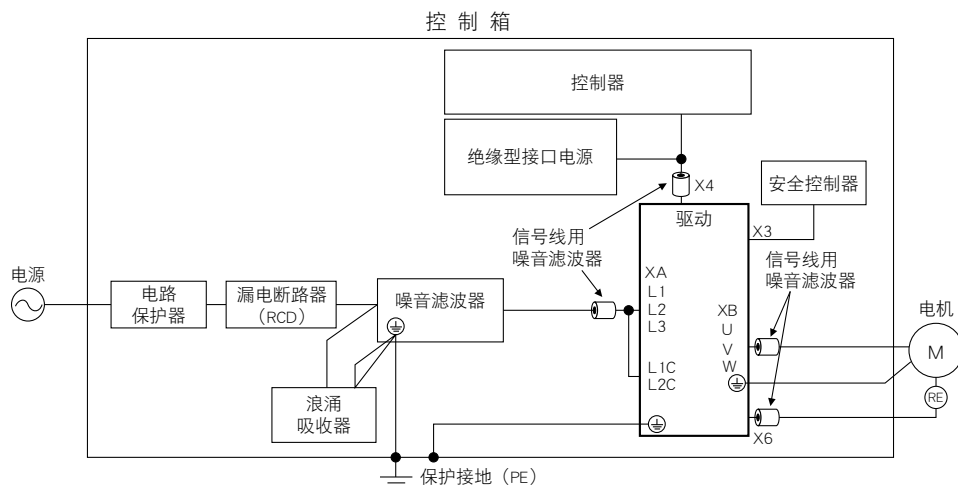 控 制 箱
控制器
绝缘型接口电源
X4
安全控制器
驱动
X3
信号线用
噪音滤波器
信号线用
噪音滤波器
电源
电路
保护器
漏电断路器
(RCD)
噪音滤波器
XA
L1
L2
L3
L1C
L2C
XB
U
V
W
电机
M
RE
浪涌
吸收器
X6
保护接地 (PE)